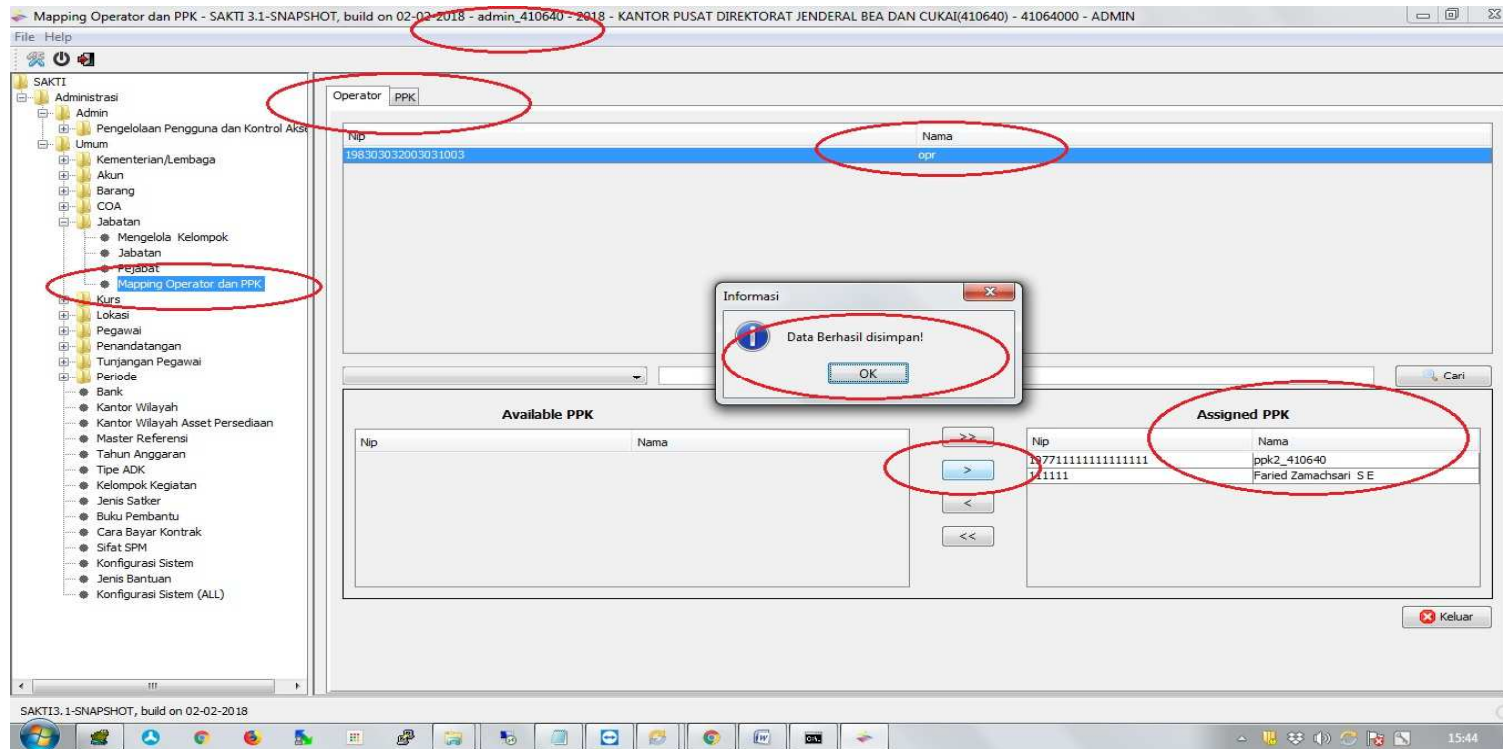 Mapping Operator dan PPK - SAKTI 3.1-SNAPSHOT, build on 02-02-2018 - admin_410640 - 2018 - KANTOR PUSAT DIREKTORAT JENDERAL BEA DAN CUKAI(410640) - 41064000 - ADMIN
File Help
SAKTI
Administrasi
Admin
Pengelolaan Pengguna dan Kontrol Akse
Umum
Kementerian/Lembaga
Akun
Barang
COA
Jabatan
Mengelola Kelompok
Jabatan
Pejabat
Mapping Operator dan PPK
Kurs
Lokasi
Pegawai
Penandatangan
Tunjangan Pegawai
Periode
Bank
Kantor Wilayah
Kantor Wilayah Asset Persediaan
Master Referensi
Tahun Anggaran
Tipe ADK
Kelompok Kegiatan
Jenis Satker
Buku Pembantu
Cara Bayar Kontrak
Sifat SPM
Konfigurasi Sistem
Jenis Bantuan
Konfigurasi Sistem (ALL)
Operator PPK
Nip Nama
198303032003031003 opr
Informasi
Data Berhasil disimpan!
OK
Cari
Available PPK
Nip Nama
>>
>
<
<<
Assigned PPK
Nip Nama
197711111111111111 ppk2_410640
111111 Faried Zamachsari S E
Keluar
SAKTI3.1-SNAPSHOT, build on 02-02-2018
15:44